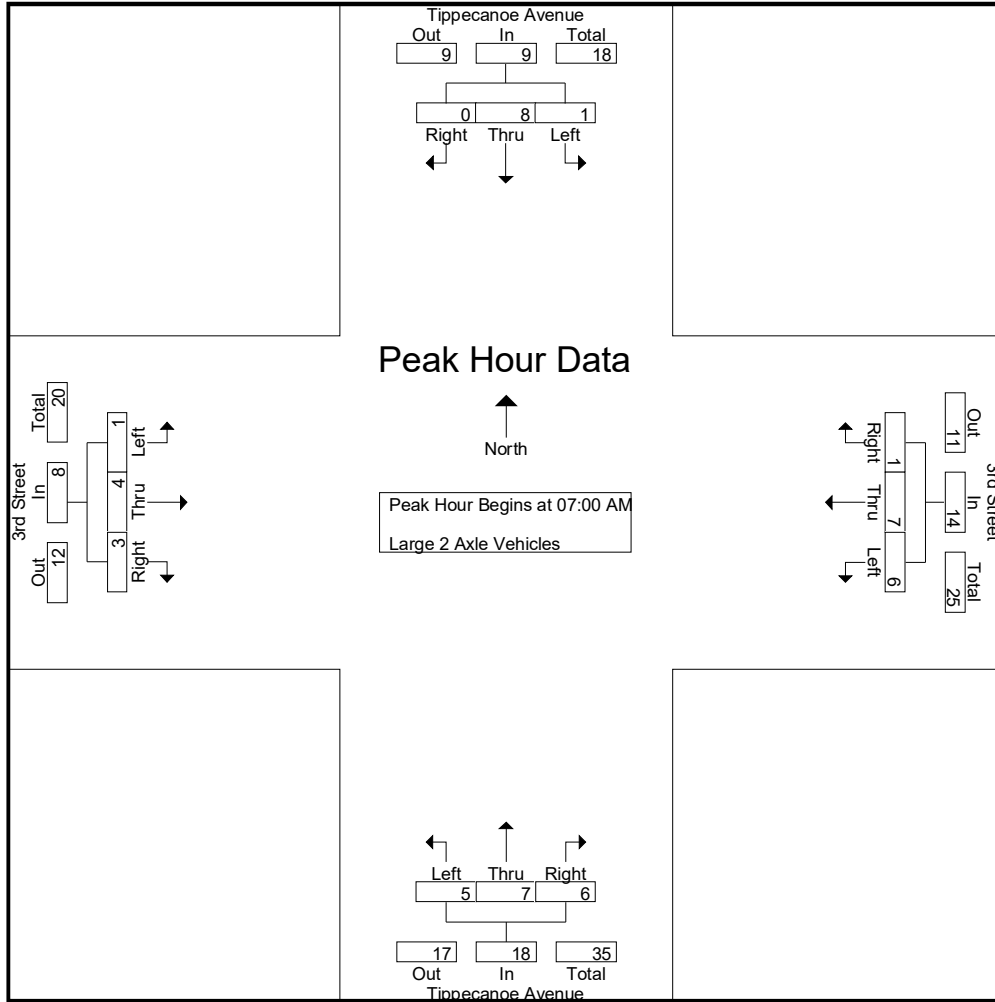 Tippecanoe Avenue
Out In Total
9 9 18
0 8 1
Right Thru Left
Peak Hour Data
North
Peak Hour Begins at 07:00 AM
Large 2 Axle Vehicles
3rd Street
Total In Out
20 8 12
1 4 3
Left Thru Right
Right Thru Left
1 7 6
Out In Total
11 14 25
3rd Street
Left Thru Right
5 7 6
17 18 35
Out In Total
Tippecanoe Avenue